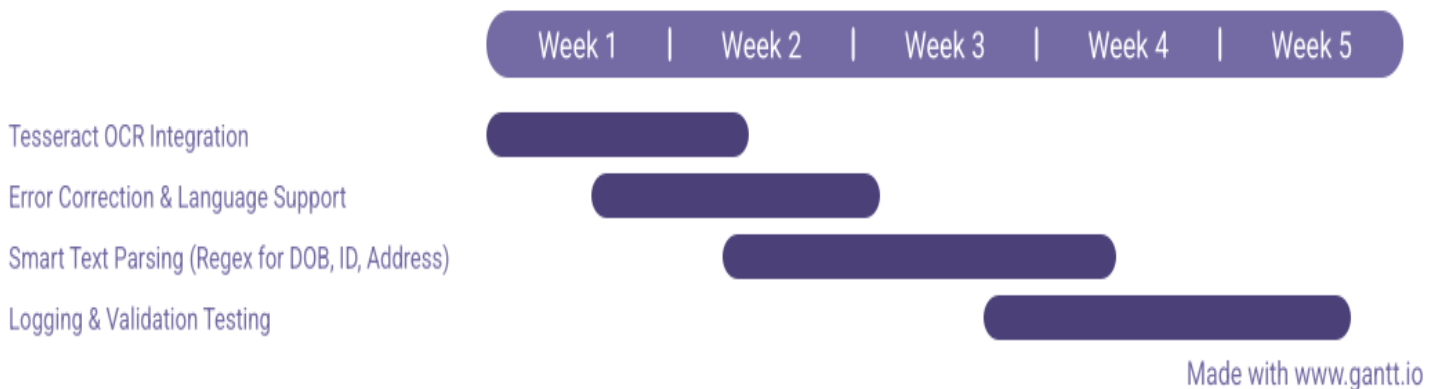 Week 1 | Week 2 | Week 3 | Week 4 | Week 5
Tesseract OCR Integration
Error Correction & Language Support
Smart Text Parsing (Regex for DOB, ID, Address)
Logging & Validation Testing
Made with www.gantt.io